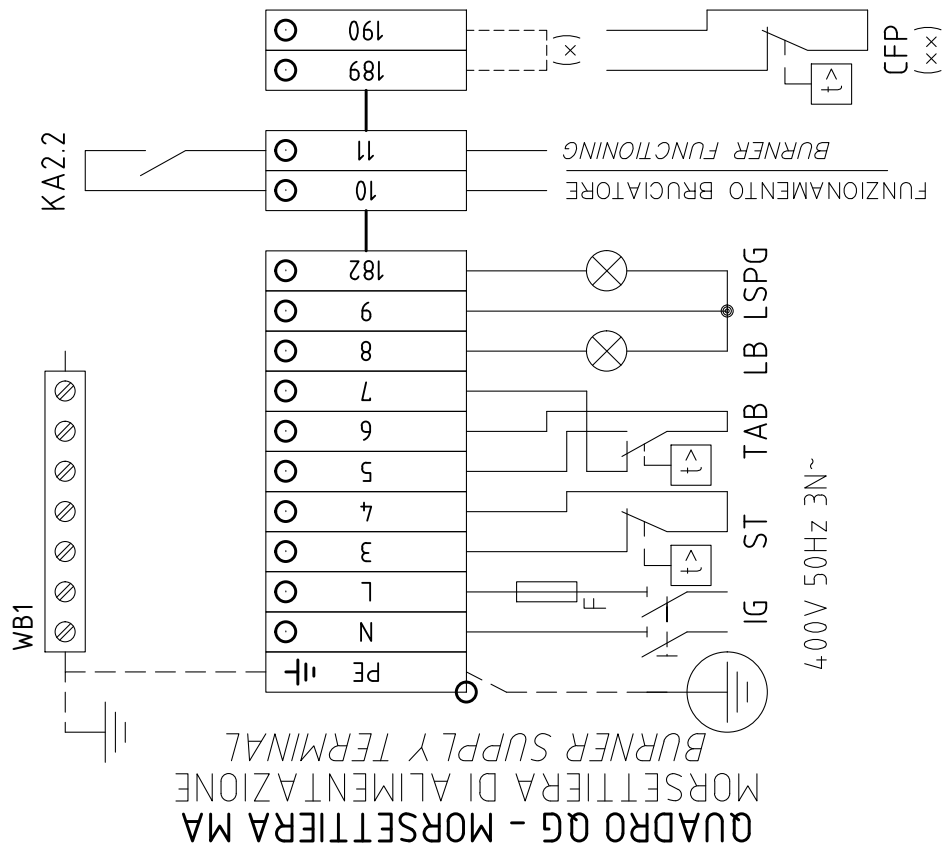 QUADRO QG - MORSETTIERA MA
MORSETTIERA DI ALIMENTAZIONE
BURNER SUPPLY TERMINAL
PE
N
L
3
4
5
6
7
8
9
182
10
11
189
190
WB1
KA2.2
F
IG
t>
ST
t>
TAB
LB
LSPG
400V 50Hz 3N~
FUNZIONAMENTO BRUCIATORE
BURNER FUNCTIONING
(x)
t>
CFP
(xx)